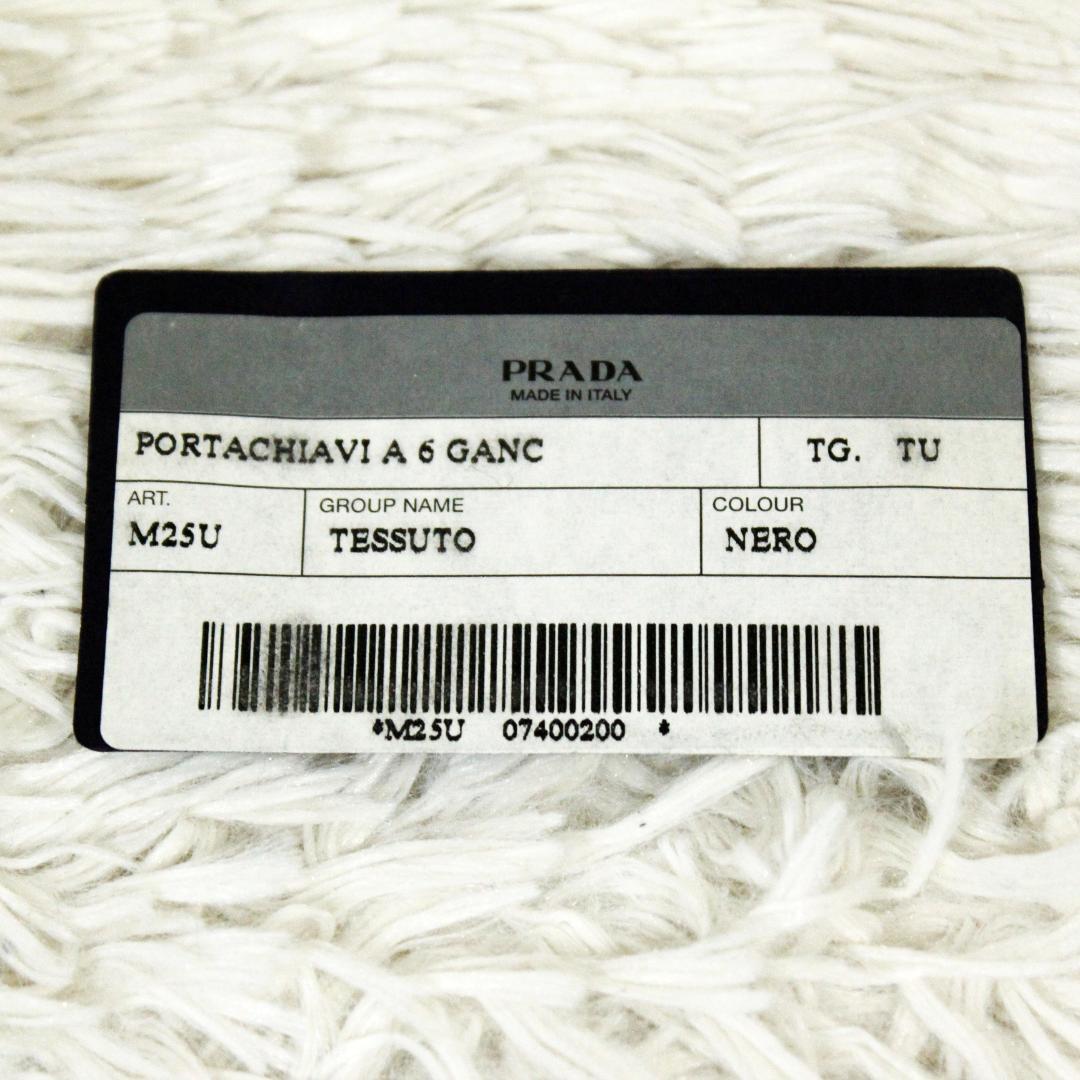 PRADA
MADE IN ITALY
PORTACHIAVI A 6 GANC TG. TU
ART. GROUP NAME COLOUR
M25U TESSUTO NERO
*M25U 07400200 *